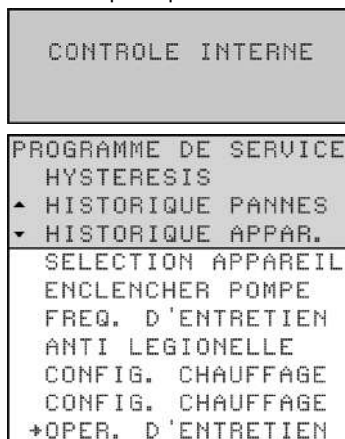 CONTROLE INTERNE
PROGRAMME DE SERVICE
HYSTERESIS
HISTORIQUE PANNES
HISTORIQUE APPAR.
SELECTION APPAREIL
ENCLENCHER POMPE
FREQ. D'ENTRETIEN
ANTI LEGIONELLE
CONFIG. CHAUFFAGE
CONFIG. CHAUFFAGE
OPER. D'ENTRETIEN